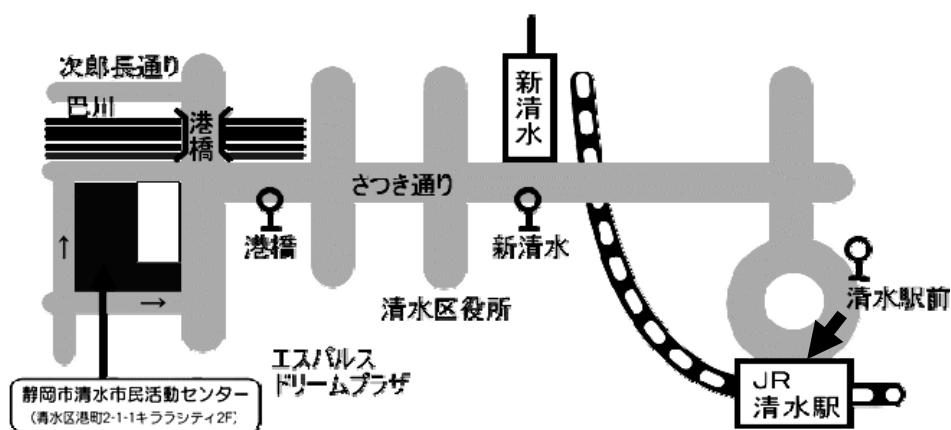 次郎長通り
巴川
港橋
新清水
さつき通り
港橋
新清水
清水駅前
清水区役所
エスパルス
ドリームプラザ
JR
清水駅
静岡市清水市民活動センター
(清水区港町2-1-1キララシティ2F)